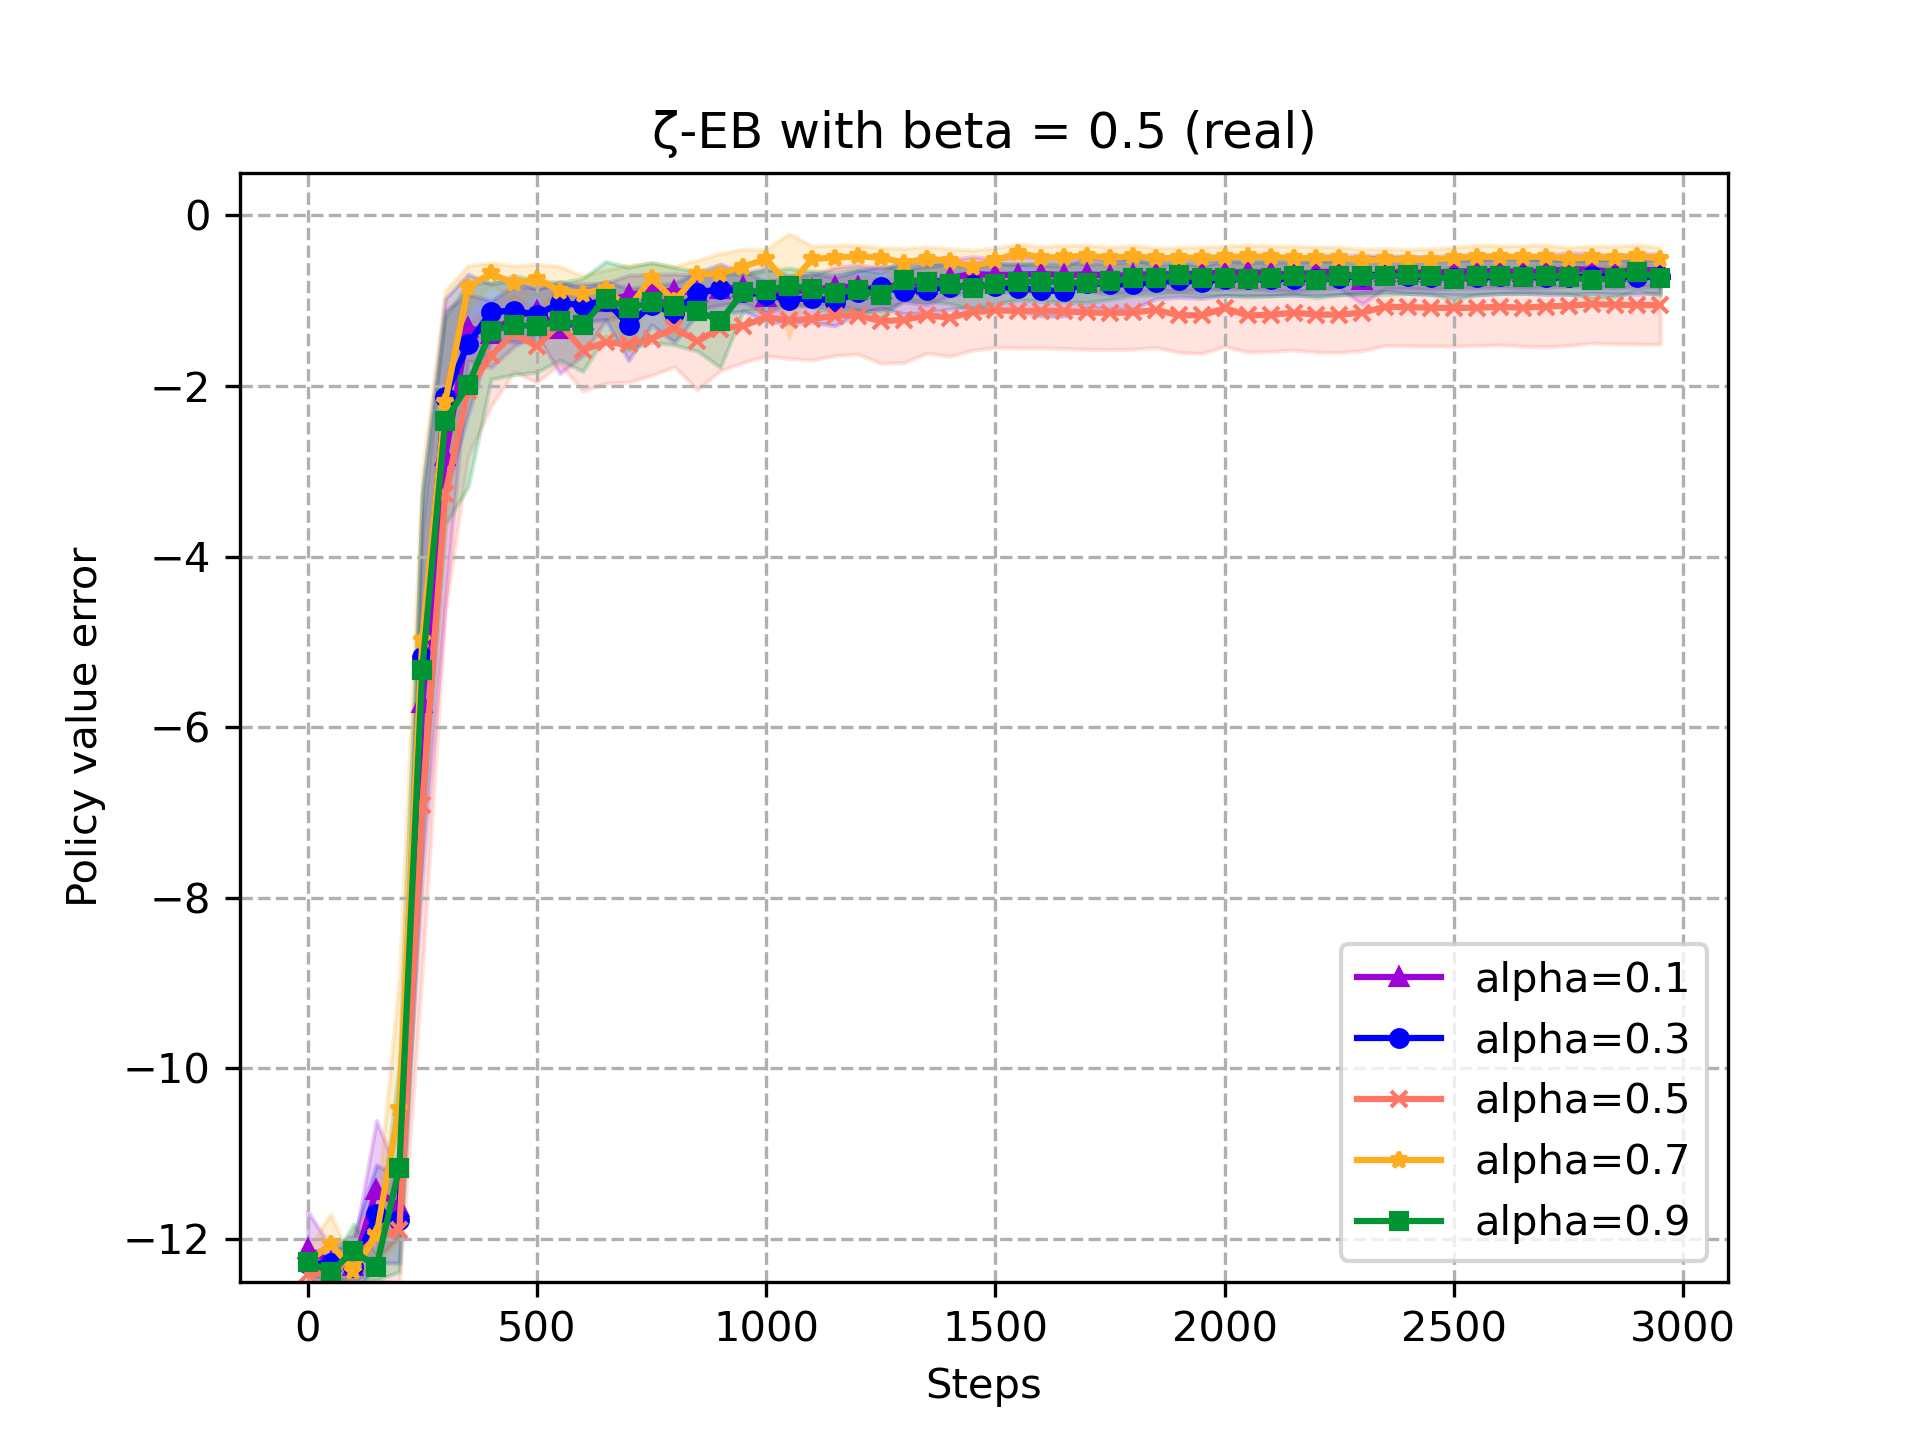 ζ-EB with beta = 0.5 (real)
Policy value error
0
−2
−4
−6
−8
−10
−12
0 500 1000 1500 2000 2500 3000
Steps
alpha=0.1
alpha=0.3
alpha=0.5
alpha=0.7
alpha=0.9